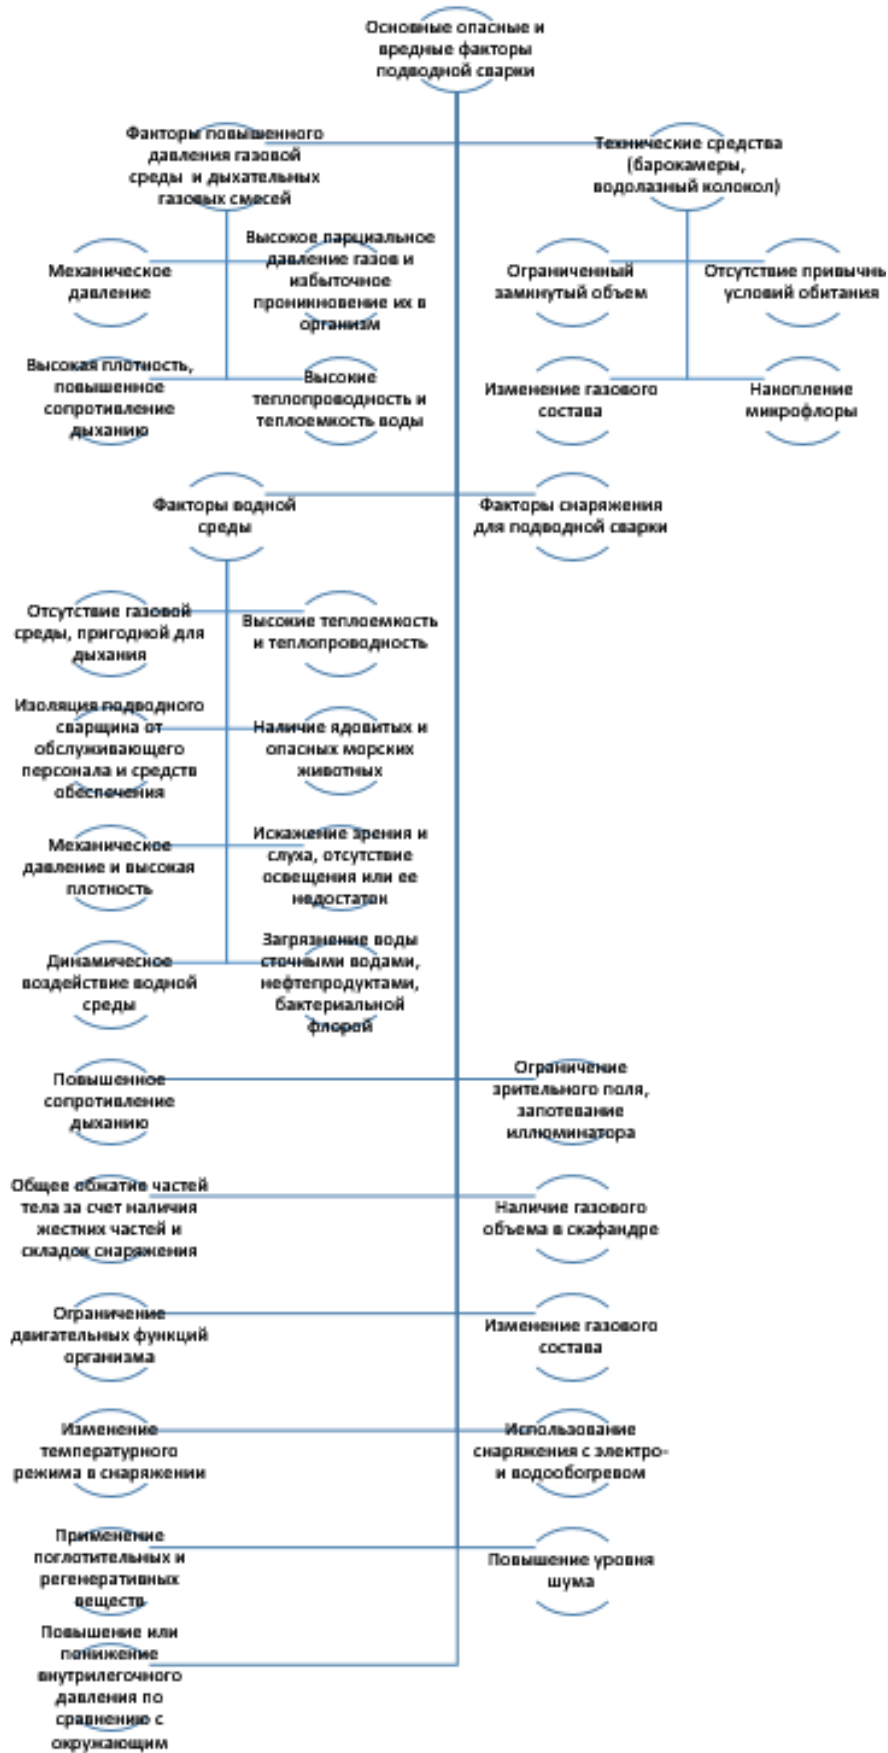 Основные опасные и
вредные факторы
подводной сварки
Факторы повышенного
давления газовой
среды и дыхательных
газовых смесей
Технические средства
(барокамеры,
водолазный колокол)
Механическое
давление
Высокое парциальное
давление газов и
избыточное
проникновение их в
организм
Ограниченный
замкнутый объем
Отсутствие привычны
условий обитания
Высокая плотность,
повышенное
сопротивление
дыханию
Высокие
теплопроводность и
теплоемкость воды
Изменение газового
состава
Накопление
микрофлоры
Факторы водной
среды
Факторы снаряжения
для подводной сварки
Отсутствие газовой
среды, пригодной для
дыхания
Высокие теплоемкость
и теплопроводность
Изоляция подводного
сварщика от
обслуживающего
персонала и средств
обеспечения
Наличие ядовитых и
опасных морских
животных
Механическое
давление и высокая
плотность
Искажение зрения и
слуха, отсутствие
освещения или ее
недостаток
Динамическое
воздействие водной
среды
Загрязнение воды
сточными водами,
нефтепродуктами,
бактериальной
флорой
Повышенное
сопротивление
дыханию
Ограничение
зрительного поля,
запотевание
иллюминатора
Общее обжатие частей
тела за счет наличия
жестких частей и
складок снаряжения
Наличие газового
объема в скафандре
Ограничение
двигательных функций
организма
Изменение газового
состава
Изменение
температурного
режима в снаряжении
Использование
снаряжения с электро-
и водообогревом
Применение
поглотительных и
регенеративных
веществ
Повышение уровня
шума
Повышение или
понижение
внутрилегочного
давления по
сравнению с
окружающим